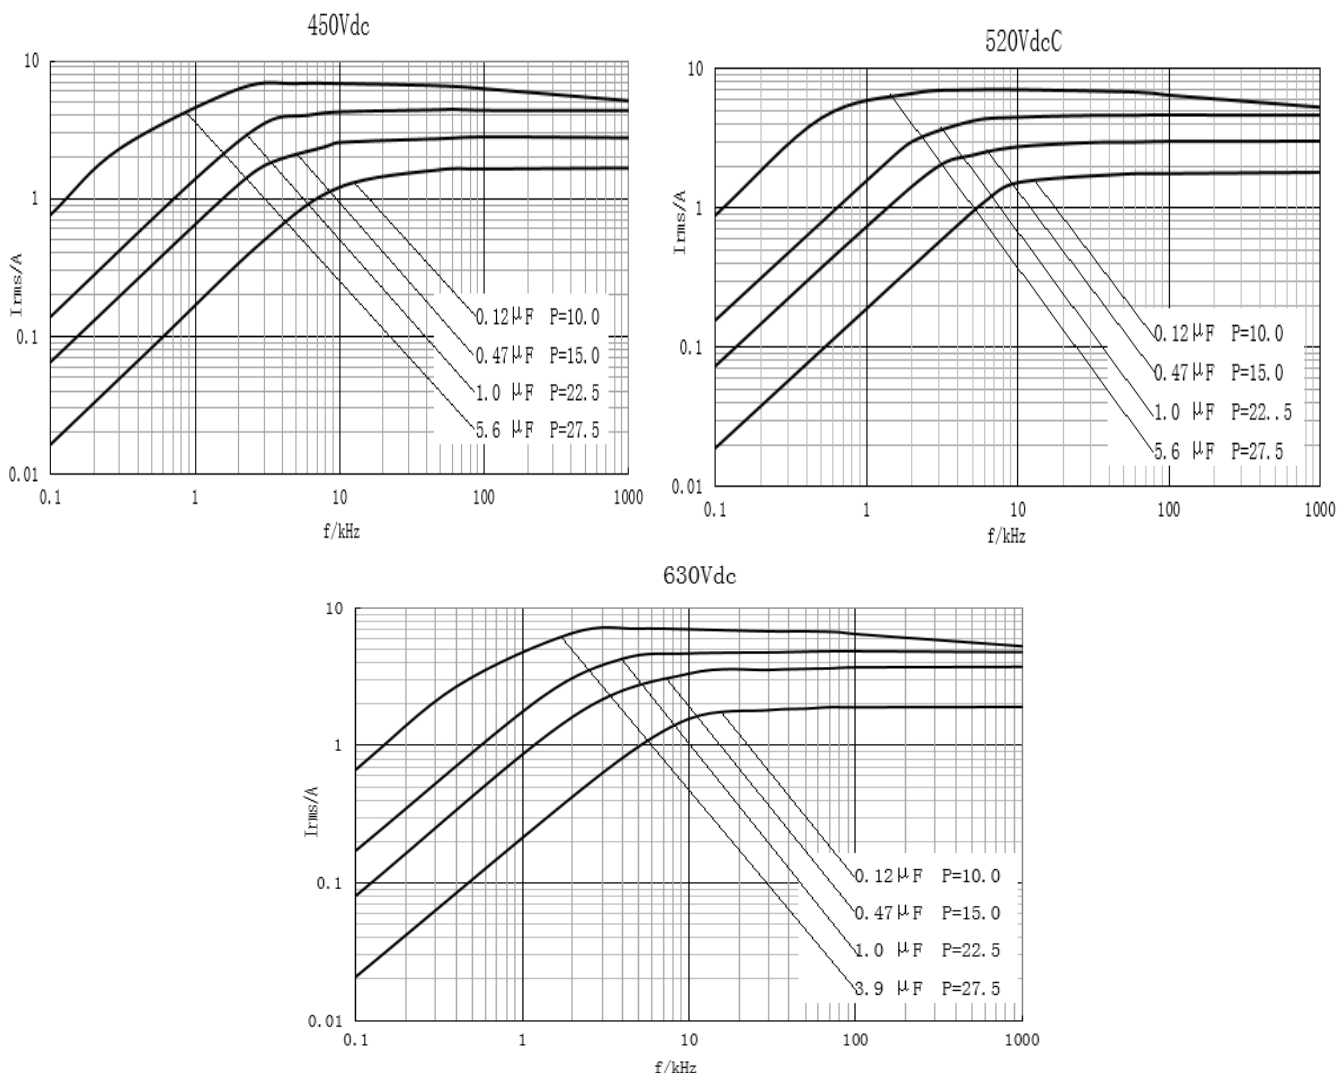 450Vdc
10
1
0.1
0.01
Irms/A
0.12μF P=10.0
0.47μF P=15.0
1.0 μF P=22.5
5.6 μF P=27.5
0.1 1 10 100 1000
f/kHz
520VdcC
10
1
0.1
0.01
Irms/A
0.12 μF P=10.0
0.47 μF P=15.0
1.0 μF P=22..5
5.6 μF P=27.5
0.1 1 10 100 1000
f/kHz
630Vdc
10
1
0.1
0.01
Irms/A
0.12μF P=10.0
0.47μF P=15.0
1.0 μF P=22.5
3.9 μF P=27.5
0.1 1 10 100 1000
f/kHz